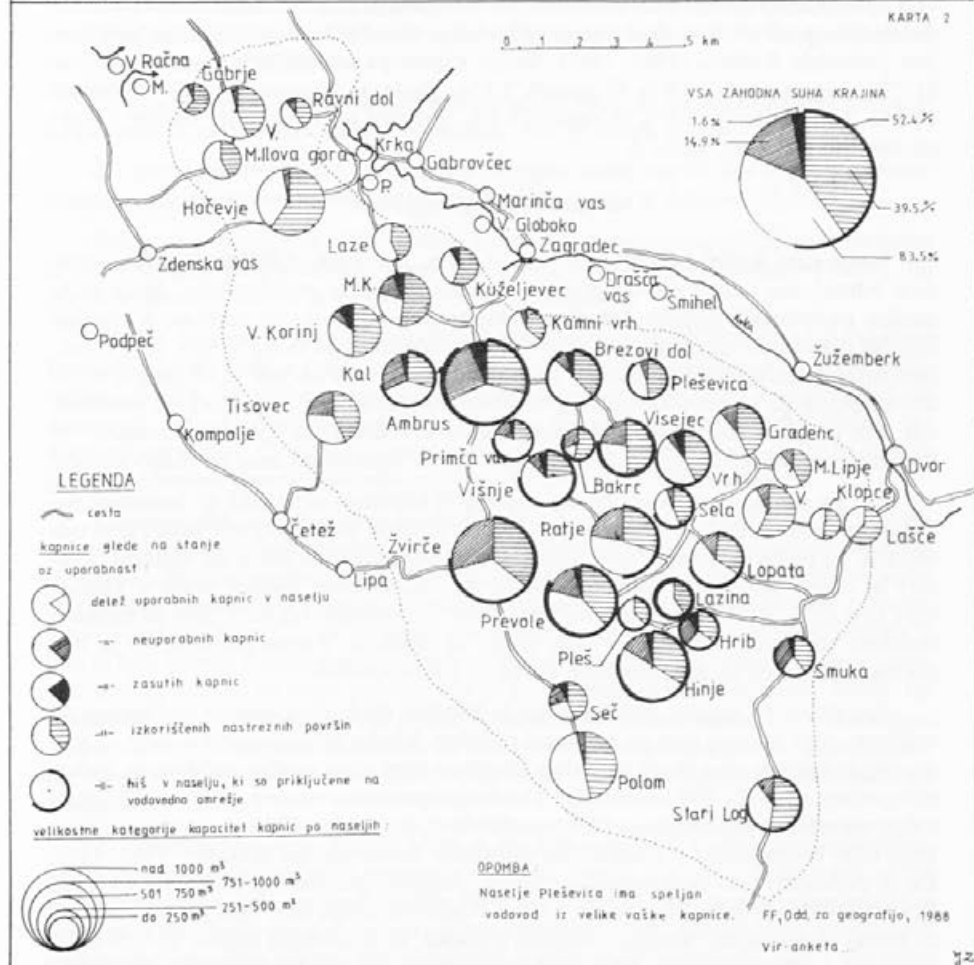 KARTA 2
0 1 2 3 4 5 km
VSA ZAHODNA SUHA KRAJINA
1.6%
14.9%
52.4%
39.5%
83.5%
V. Račna
M.
Gabrje
V.
Ravni dol
M.Ilova gora
Krka
Gabrovčec
P.
Hočevje
Marinča vas
V. Globoko
Laze
Zagradec
Zdenska vas
Kuželjevec
Drašča vas
Šmihel
Krka
M.K.
Podpeč
V. Korinj
Kamni vrh
Brezovi dol
Žužemberk
Kal
Pleševica
Tisovec
Ambrus
Visejec
Gradenc
Kompolje
Primča vas
Bakrc
Vrh
M.Lipje
Dvor
Višnje
V.
Klopce
Sela
Četež
Ratje
Lašče
Žvirče
Lipa
Lopata
Prevole
Lazina
Pleš
Hrib
Smuka
Hinje
Seč
Polom
Stari Log
LEGENDA
cesta
kapnice glede na stanje
oz uporabnost:
delež uporabnih kapnic v naselju
-"- neuporabnih kapnic
-"- zasutih kapnic
-"- izkoriščenih nastreznih površin
-"- hiš v naselju, ki so priključene na
vodovodno omrežje
velikostne kategorije kapacitet kapnic po naseljih:
nad 1000 m³
751-1000 m³
501 750 m³
251-500 m³
do 250 m³
OPOMBA:
Naselje Pleševica ima speljan
vodovod iz velike vaške kapnice.
FF, Odd. za geografijo, 1988
Vir-anketa